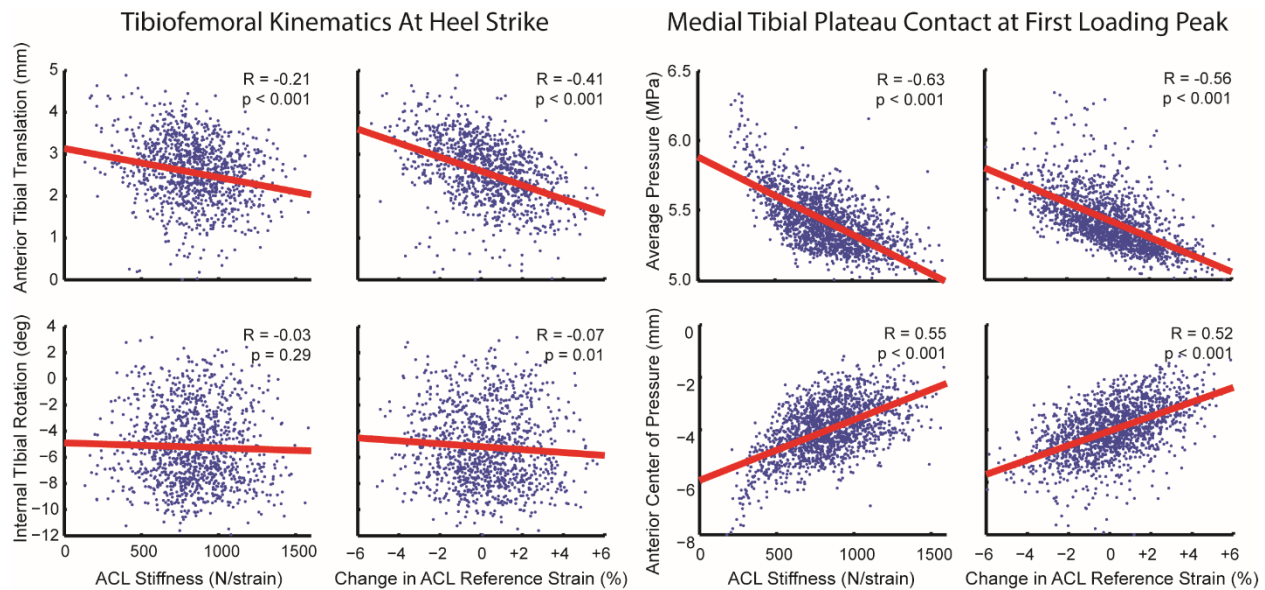 Tibiofemoral Kinematics At Heel Strike
Medial Tibial Plateau Contact at First Loading Peak
Anterior Tibial Translation (mm)
5
4
3
2
1
0
R = -0.21
p < 0.001
R = -0.41
p < 0.001
Average Pressure (MPa)
6.5
6.0
5.5
5.0
R = -0.63
p < 0.001
R = -0.56
p < 0.001
Internal Tibial Rotation (deg)
4
2
0
−2
−4
−6
−8
−10
−12
R = -0.03
p = 0.29
0 500 1000 1500
ACL Stiffness (N/strain)
R = -0.07
p = 0.01
−6 −4 −2 0 +2 +4 +6
Change in ACL Reference Strain (%)
Anterior Center of Pressure (mm)
0
−2
−4
−6
−8
R = 0.55
p < 0.001
0 500 1000 1500
ACL Stiffness (N/strain)
R = 0.52
p < 0.001
−6 −4 −2 0 +2 +4 +6
Change in ACL Reference Strain (%)